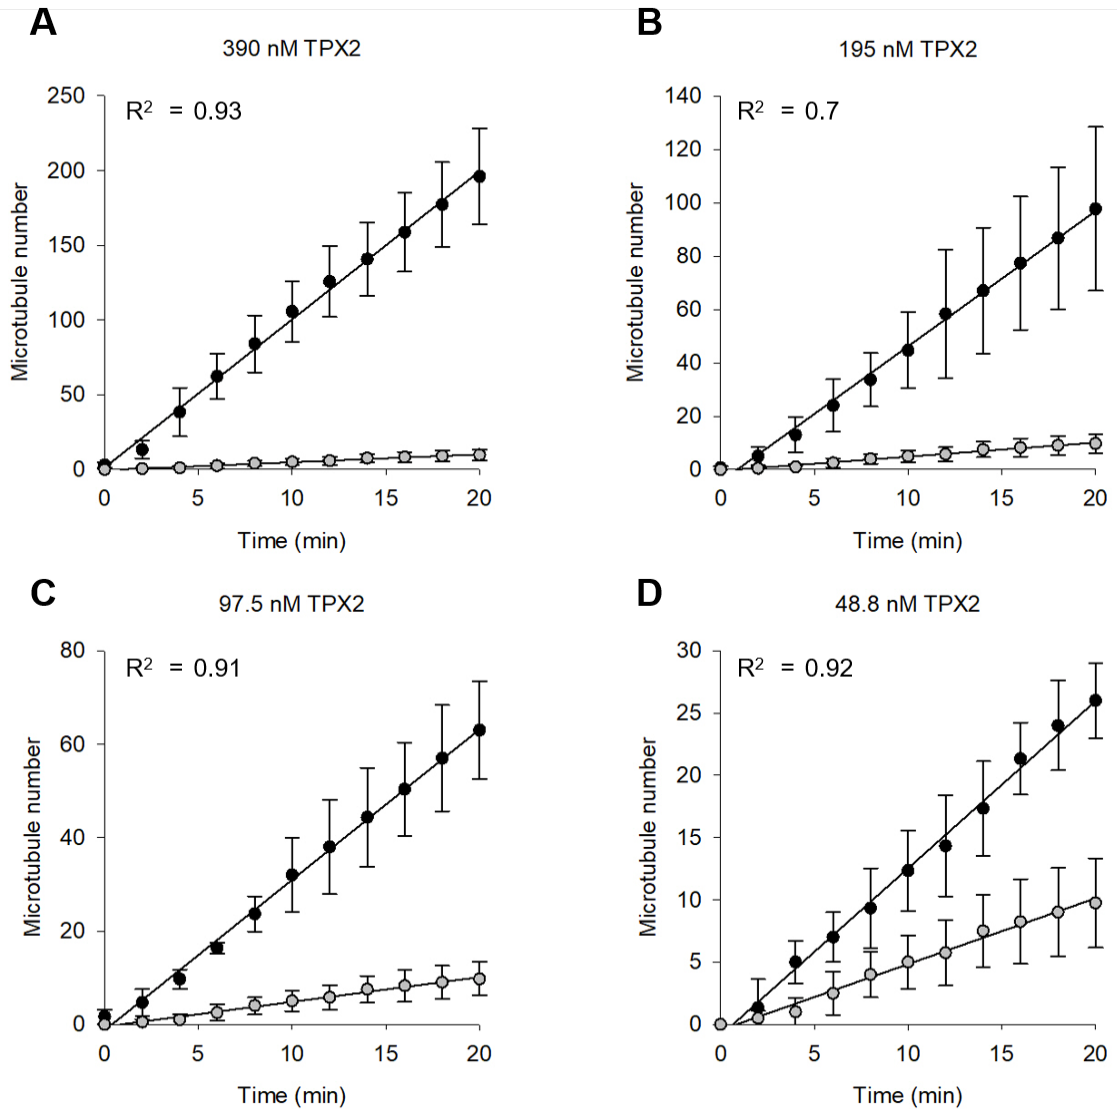 A
390 nM TPX2
R² = 0.93
250
200
150
100
50
0
Microtubule number
0 5 10 15 20
Time (min)
B
195 nM TPX2
R² = 0.7
140
120
100
80
60
40
20
0
Microtubule number
0 5 10 15 20
Time (min)
C
97.5 nM TPX2
R² = 0.91
80
60
40
20
0
Microtubule number
0 5 10 15 20
Time (min)
D
48.8 nM TPX2
R² = 0.92
30
25
20
15
10
5
0
Microtubule number
0 5 10 15 20
Time (min)